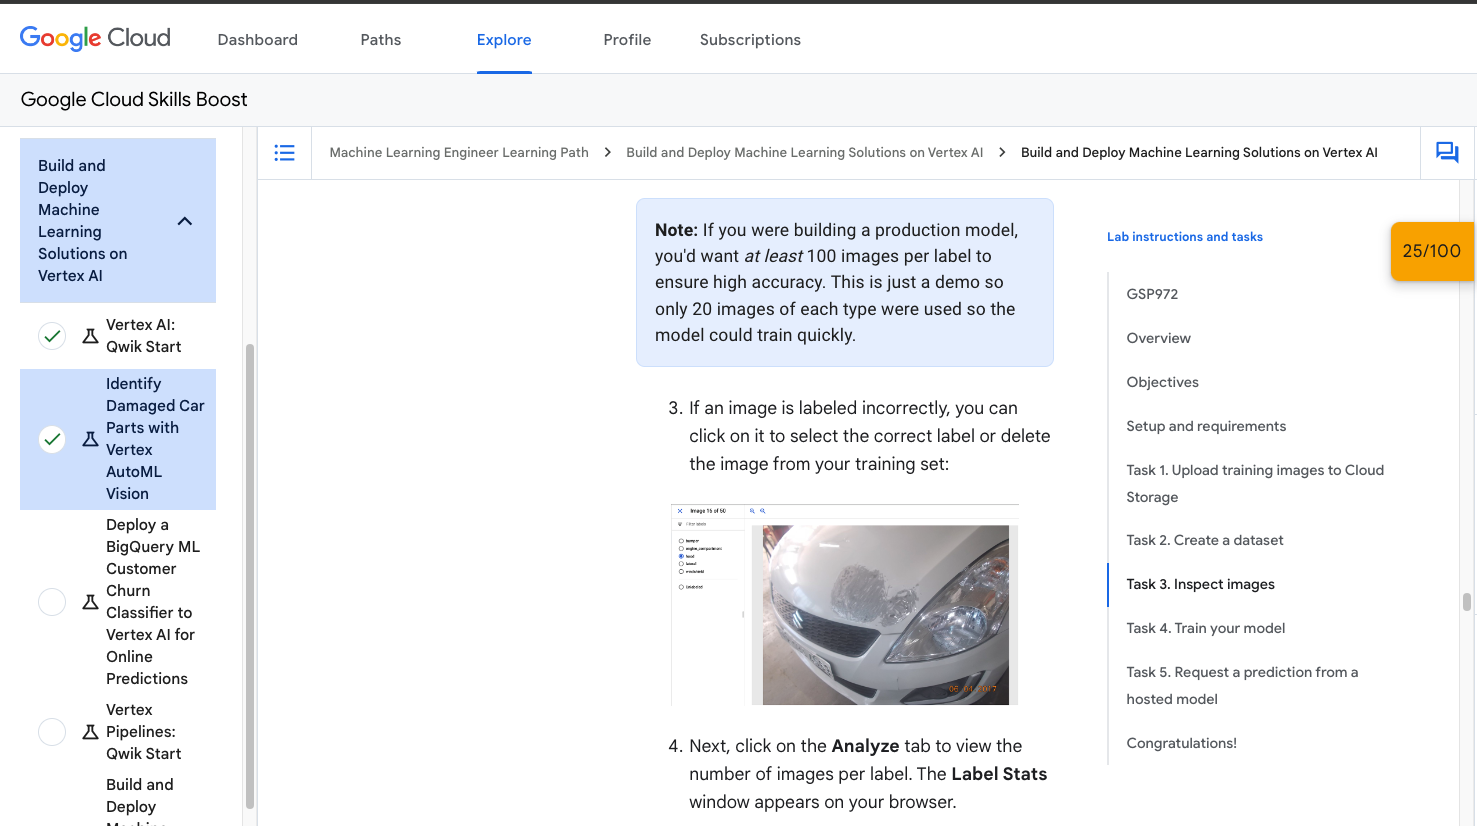 Google Cloud
Dashboard
Paths
Explore
Profile
Subscriptions
Google Cloud Skills Boost
Build and
Deploy
Machine
Learning
Solutions on
Vertex AI
Vertex AI:
Qwik Start
Identify
Damaged Car
Parts with
Vertex
AutoML
Vision
Deploy a
BigQuery ML
Customer
Churn
Classifier to
Vertex AI for
Online
Predictions
Vertex
Pipelines:
Qwik Start
Build and
Deploy
Machine Learning Engineer Learning Path > Build and Deploy Machine Learning Solutions on Vertex AI > Build and Deploy Machine Learning Solutions on Vertex AI
Note: If you were building a production model,
you'd want at least 100 images per label to
ensure high accuracy. This is just a demo so
only 20 images of each type were used so the
model could train quickly.
3. If an image is labeled incorrectly, you can
click on it to select the correct label or delete
the image from your training set:
Image 16 of 50
Filter labels
bumper
engine_compartment
hood
lateral
windshield
Unlabeled
4. Next, click on the Analyze tab to view the
number of images per label. The Label Stats
window appears on your browser.
Lab instructions and tasks
25/100
GSP972
Overview
Objectives
Setup and requirements
Task 1. Upload training images to Cloud
Storage
Task 2. Create a dataset
Task 3. Inspect images
Task 4. Train your model
Task 5. Request a prediction from a
hosted model
Congratulations!